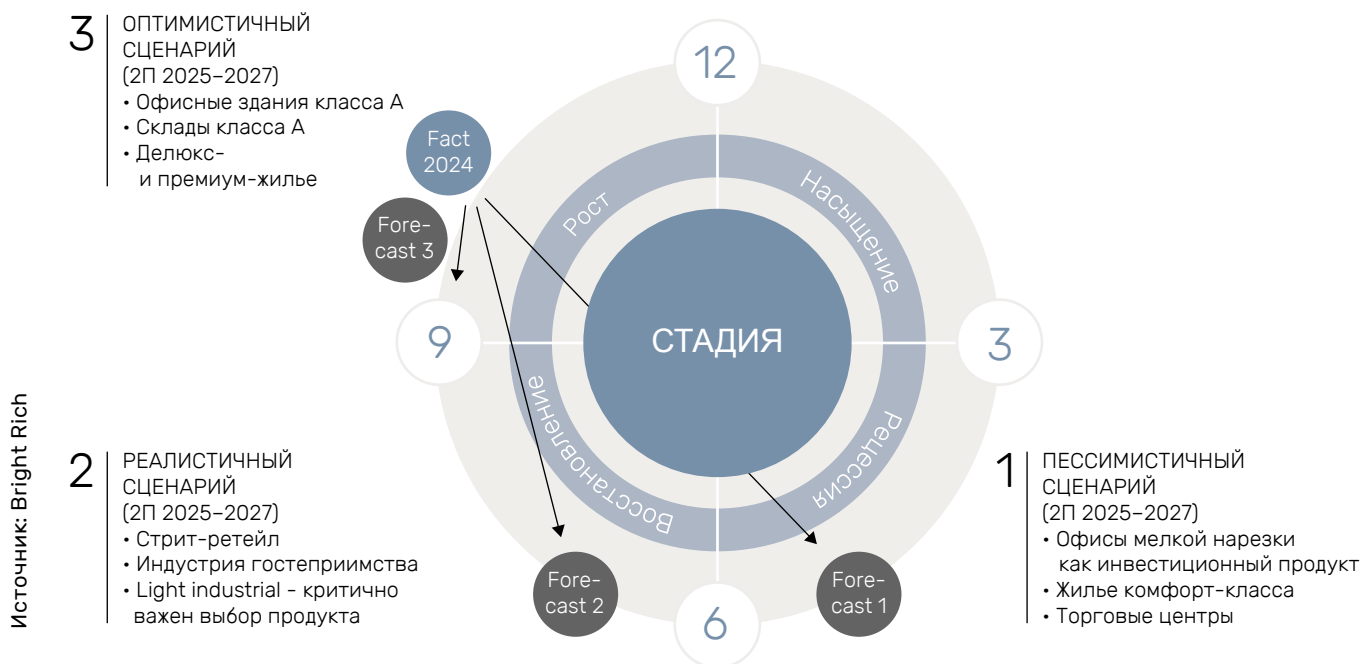 3
ОПТИМИСТИЧНЫЙ
СЦЕНАРИЙ
(2П 2025–2027)
• Офисные здания класса А
• Склады класса А
• Делюкс-
и премиум-жилье
12
Fact
2024
Fore-
cast 3
Рост
Насыщение
СТАДИЯ
9
3
Восстановление
Рецессия
Источник: Bright Rich
2
РЕАЛИСТИЧНЫЙ
СЦЕНАРИЙ
(2П 2025–2027)
• Стрит-ретейл
• Индустрия гостеприимства
• Light industrial - критично
важен выбор продукта
Fore-
cast 2
6
Fore-
cast 1
1
ПЕССИМИСТИЧНЫЙ
СЦЕНАРИЙ
(2П 2025–2027)
• Офисы мелкой нарезки
как инвестиционный продукт
• Жилье комфорт-класса
• Торговые центры